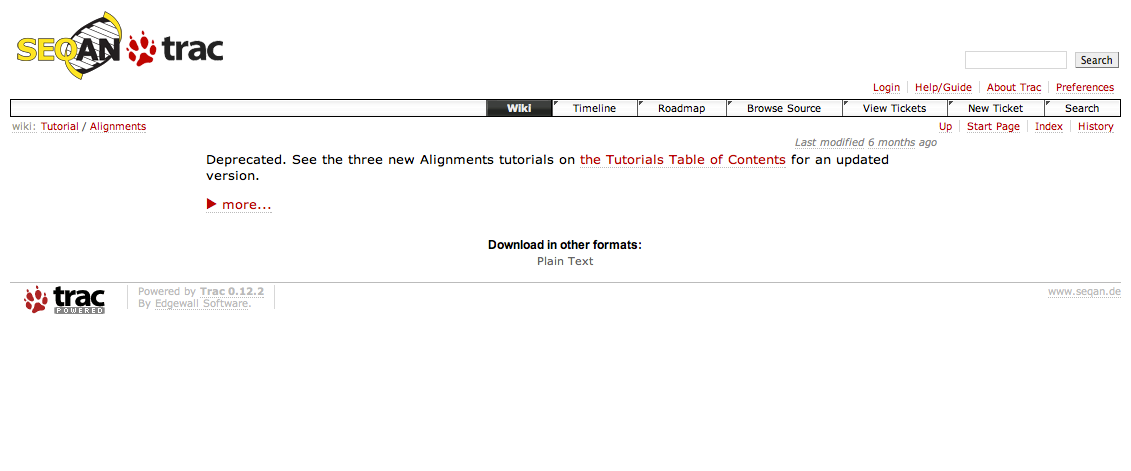 SEQAN trac
Search
Login Help/Guide About Trac Preferences
Wiki Timeline Roadmap Browse Source View Tickets New Ticket Search
wiki: Tutorial / Alignments Up Start Page Index History
Last modified 6 months ago
Deprecated. See the three new Alignments tutorials on the Tutorials Table of Contents for an updated
version.
more...
Download in other formats:
Plain Text
trac POWERED
Powered by Trac 0.12.2
By Edgewall Software.
www.seqan.de